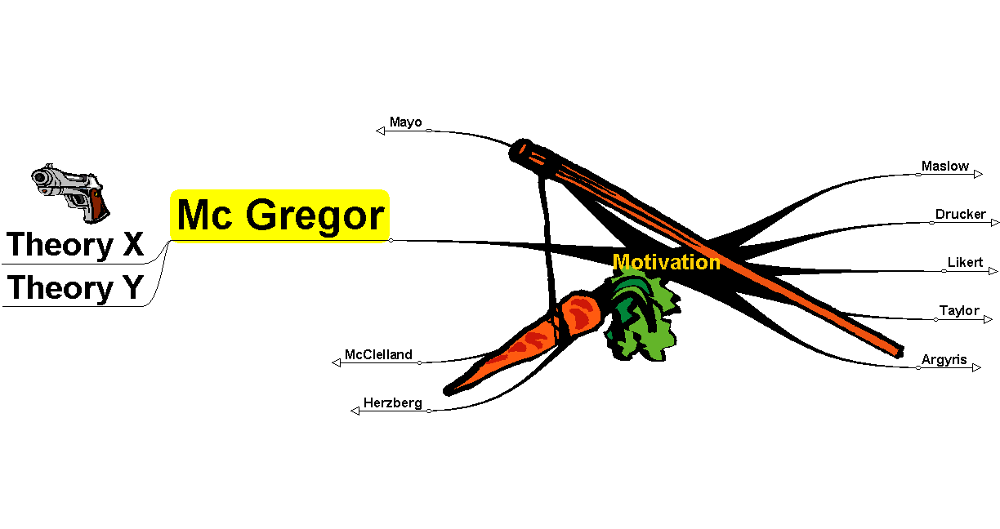 Mayo
Mc Gregor
Theory X
Theory Y
McClelland
Herzberg
Motivation
Maslow
Drucker
Likert
Taylor
Argyris